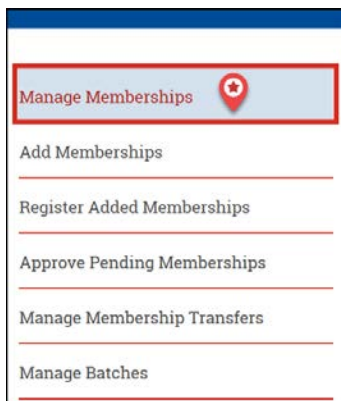 Manage Memberships
Add Memberships
Register Added Memberships
Approve Pending Memberships
Manage Membership Transfers
Manage Batches